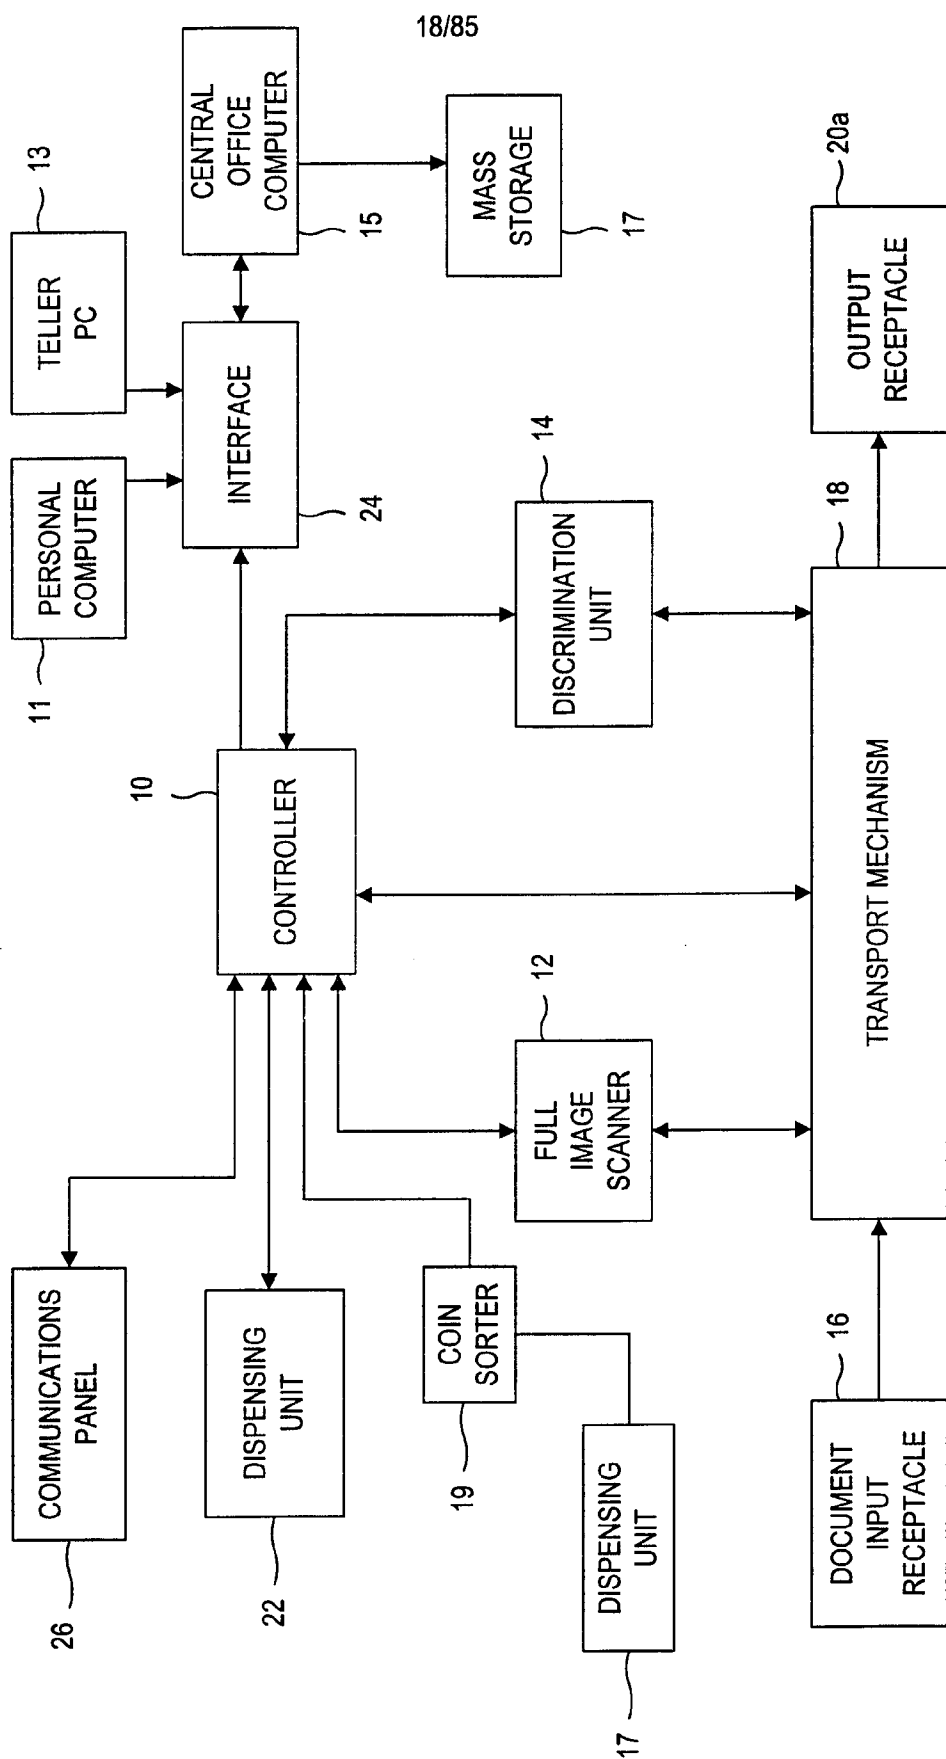 18/85
COMMUNICATIONS
PANEL
26
DISPENSING
UNIT
22
COIN
SORTER
19
DISPENSING
UNIT
17
DOCUMENT
INPUT
RECEPTACLE
16
FULL
IMAGE
SCANNER
12
CONTROLLER
10
DISCRIMINATION
UNIT
14
TRANSPORT MECHANISM
18
OUTPUT
RECEPTACLE
20a
PERSONAL
COMPUTER
11
TELLER
PC
13
INTERFACE
24
CENTRAL
OFFICE
COMPUTER
15
MASS
STORAGE
17